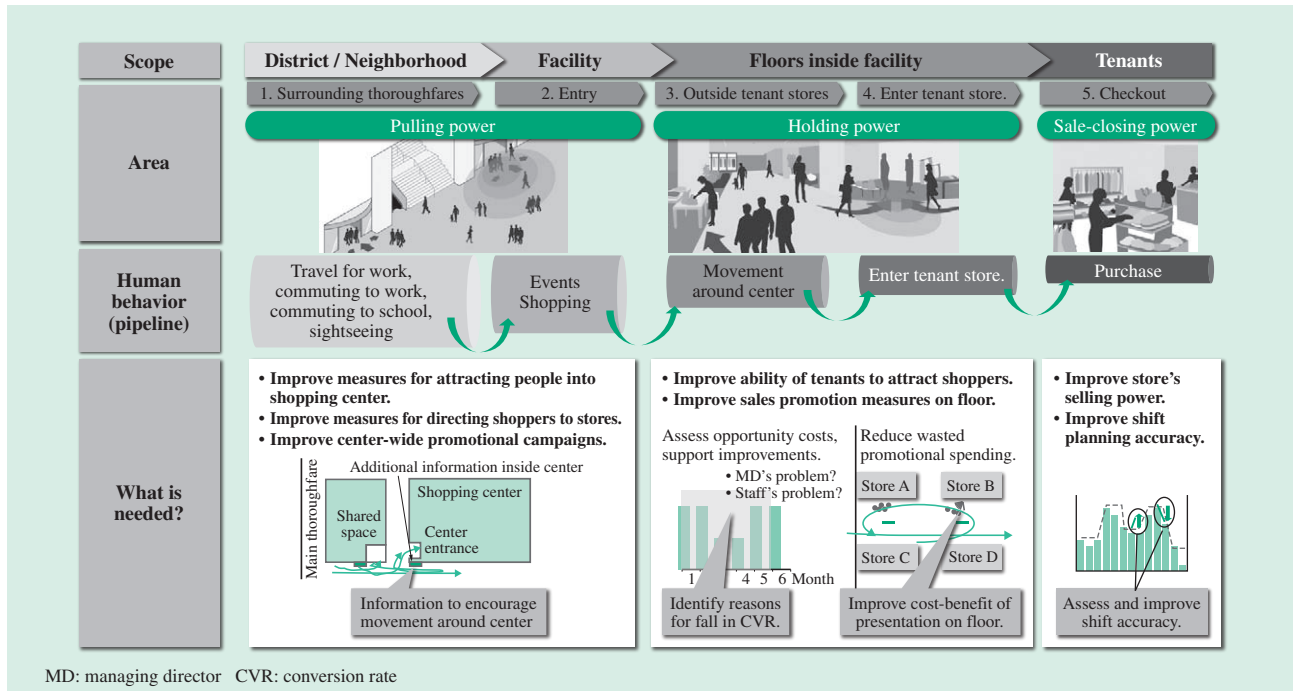 Scope
District / Neighborhood
Facility
Floors inside facility
Tenants
Area
1. Surrounding thoroughfares
2. Entry
3. Outside tenant stores
4. Enter tenant store.
5. Checkout
Pulling power
Holding power
Sale-closing power
Human
behavior
(pipeline)
Travel for work,
commuting to work,
commuting to school,
sightseeing
Events
Shopping
Movement
around center
Enter tenant store.
Purchase
What is
needed?
• Improve measures for attracting people into
shopping center.
• Improve measures for directing shoppers to stores.
• Improve center-wide promotional campaigns.
Additional information inside center
Main thoroughfare
Shared
space
Shopping center
Center
entrance
Information to encourage
movement around center
• Improve ability of tenants to attract shoppers.
• Improve sales promotion measures on floor.
Assess opportunity costs,
support improvements.
• MD's problem?
• Staff's problem?
1 4 5 6 Month
Identify reasons
for fall in CVR.
Reduce wasted
promotional spending.
Store A
Store B
Store C
Store D
Improve cost-benefit of
presentation on floor.
• Improve store's
selling power.
• Improve shift
planning accuracy.
Assess and improve
shift accuracy.
MD: managing director CVR: conversion rate